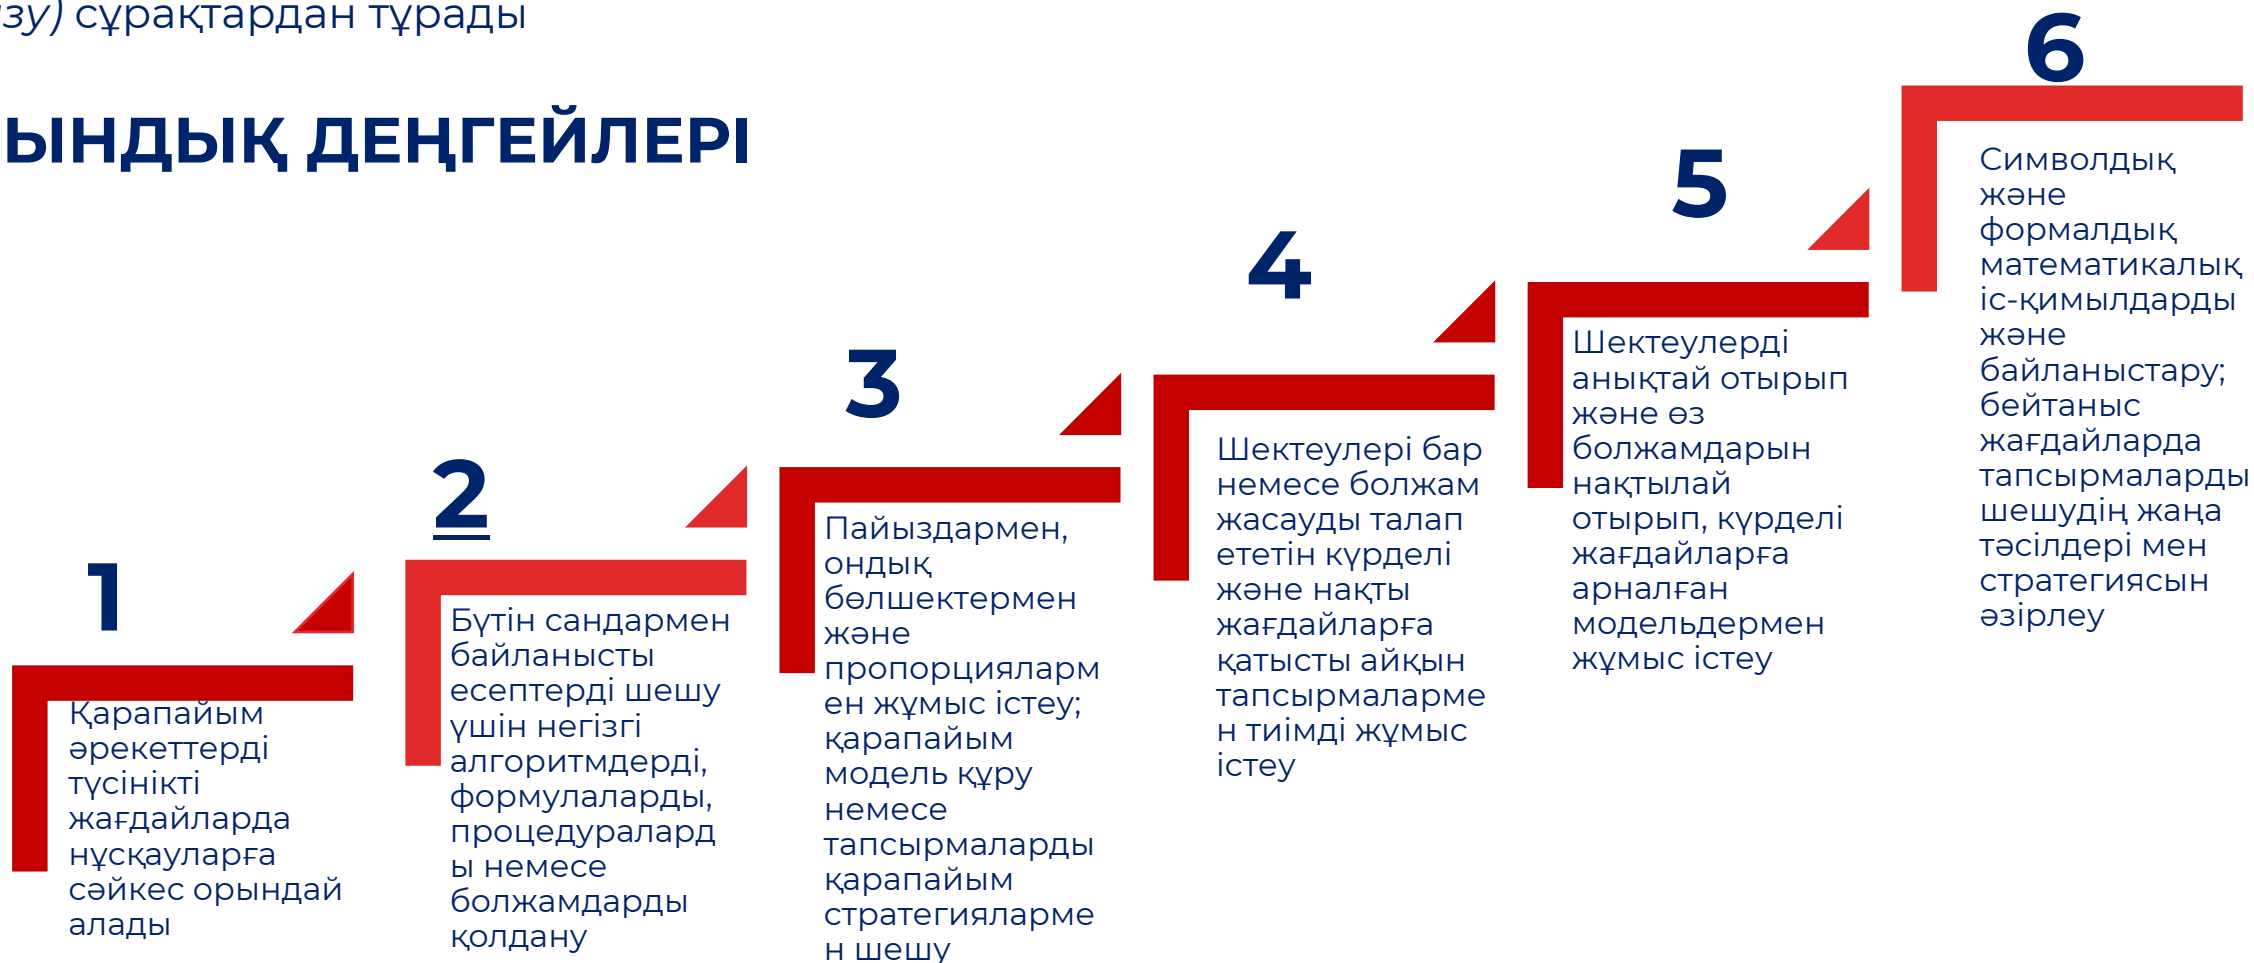 зу) сұрақтардан тұрады
ЫНДЫҚ ДЕҢГЕЙЛЕРІ
1
Қарапайым
әрекеттерді
түсінікті
жағдайларда
нұсқауларға
сәйкес орындай
алады
2
Бүтін сандармен
байланысты
есептерді шешу
үшін негізгі
алгоритмдерді,
формулаларды,
процедуралард
ы немесе
болжамдарды
қолдану
3
Пайыздармен,
ондық
бөлшектермен
және
пропорциялярм
ен жұмыс істеу;
қарапайым
модель құру
немесе
тапсырмаларды
қарапайым
стратегиялярме
н шешу
4
Шектеулері бар
немесе болжам
жасауды талап
ететін күрделі
және нақты
жағдайларға
қатысты айқын
тапсырмаларме
н тиімді жұмыс
істеу
5
Шектеулерді
анықтай отырып
және өз
болжамдарын
нақтылай
отырып, күрделі
жағдайларға
арналған
модельдермен
жұмыс істеу
6
Символдық
және
формалдық
математикалық
іс-қимылдарды
және
байланыстару;
бейтаныс
жағдайларда
тапсырмаларды
шешудің жаңа
тәсілдері мен
стратегиясын
әзірлеу